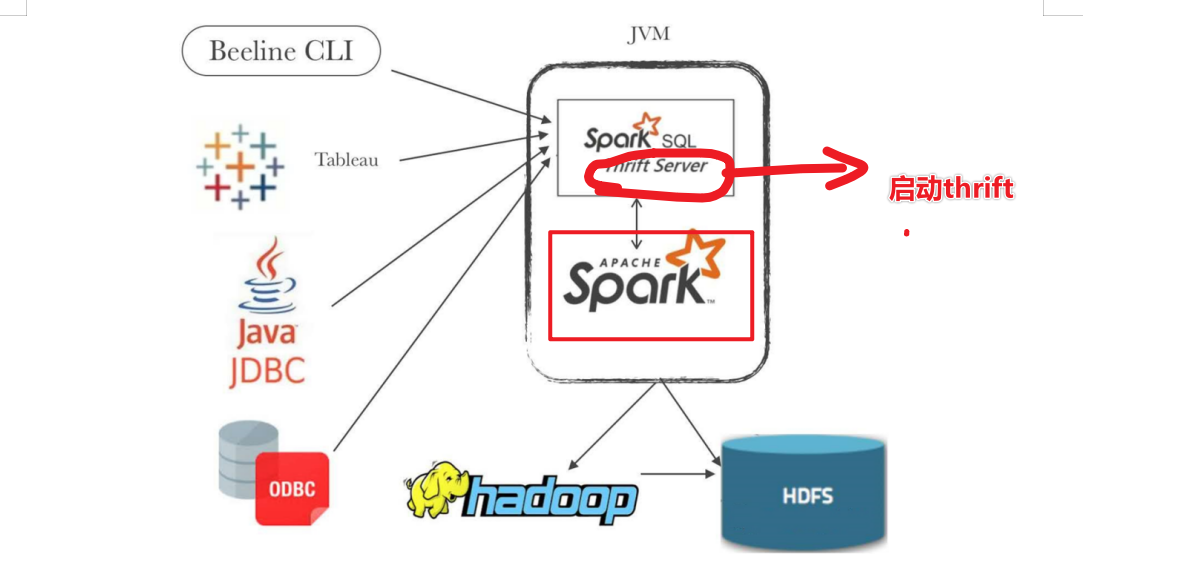 JVM
Beeline CLI
Spark SQL
Thrift Server
Tableau
启动thrift
APACHE
Spark™
Java
JDBC
ODBC
hadoop
HDFS